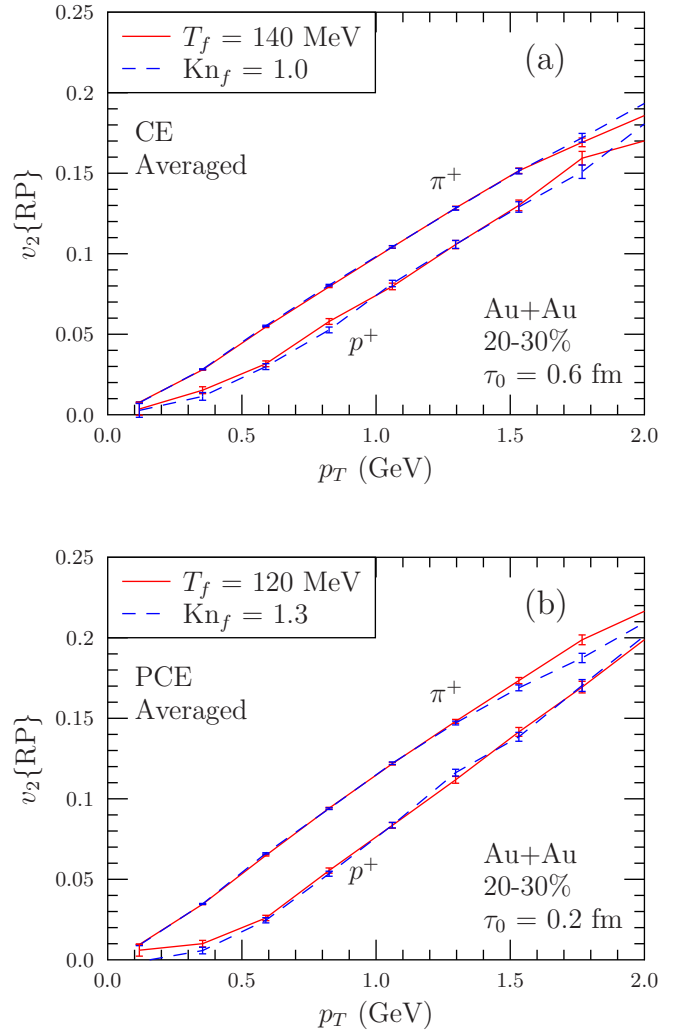 0.25
0.2
0.15
0.1
0.05
0.0
v₂{RP}
T_f = 140 MeV
Kn_f = 1.0
(a)
CE
Averaged
π⁺
p⁺
Au+Au
20-30%
τ₀ = 0.6 fm
0.0 0.5 1.0 1.5 2.0
p_T (GeV)
0.25
0.2
0.15
0.1
0.05
0.0
v₂{RP}
T_f = 120 MeV
Kn_f = 1.3
(b)
PCE
Averaged
π⁺
p⁺
Au+Au
20-30%
τ₀ = 0.2 fm
0.0 0.5 1.0 1.5 2.0
p_T (GeV)